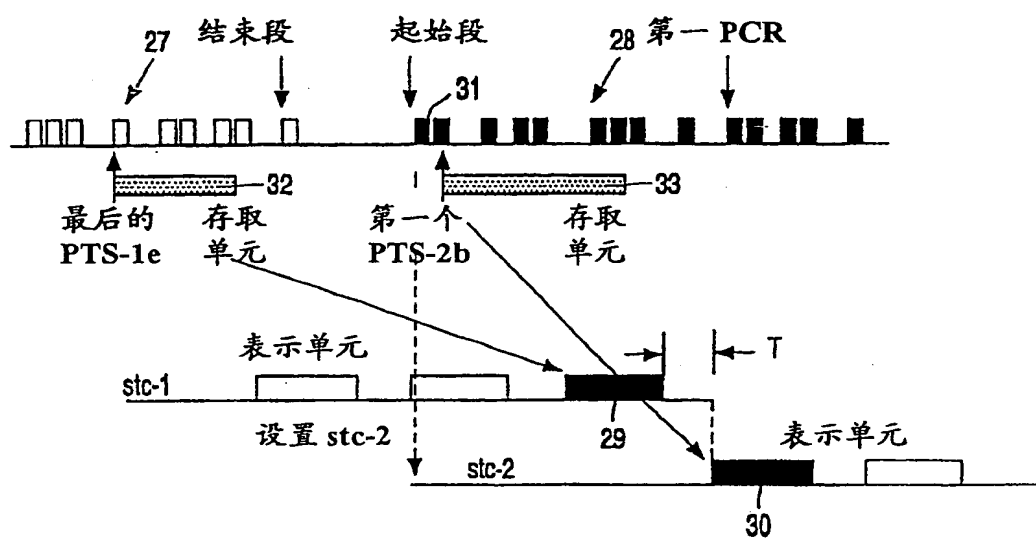 27 结束段 起始段 28 第一 PCR
31
32 33
最后的 存取 第一个 存取
PTS-1e 单元 PTS-2b 单元
表示单元 T
stc-1
设置 stc-2 29 表示单元
stc-2
30